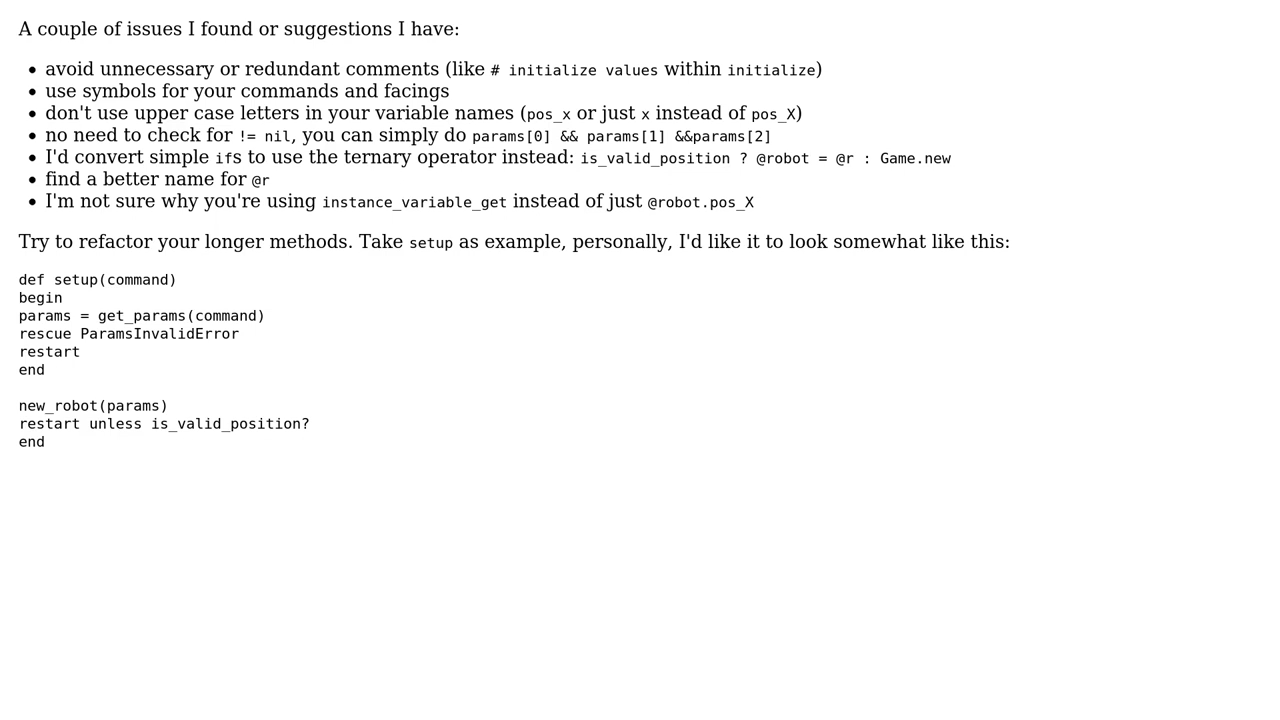 A couple of issues I found or suggestions I have:
• avoid unnecessary or redundant comments (like # initialize values within initialize)
• use symbols for your commands and facings
• don't use upper case letters in your variable names (pos_x or just x instead of pos_X)
• no need to check for != nil, you can simply do params[0] && params[1] &&params[2]
• I'd convert simple ifs to use the ternary operator instead: is_valid_position ? @robot = @r : Game.new
• find a better name for @r
• I'm not sure why you're using instance_variable_get instead of just @robot.pos_X
Try to refactor your longer methods. Take setup as example, personally, I'd like it to look somewhat like this:
def setup(command)
begin
params = get_params(command)
rescue ParamsInvalidError
restart
end

new_robot(params)
restart unless is_valid_position?
end